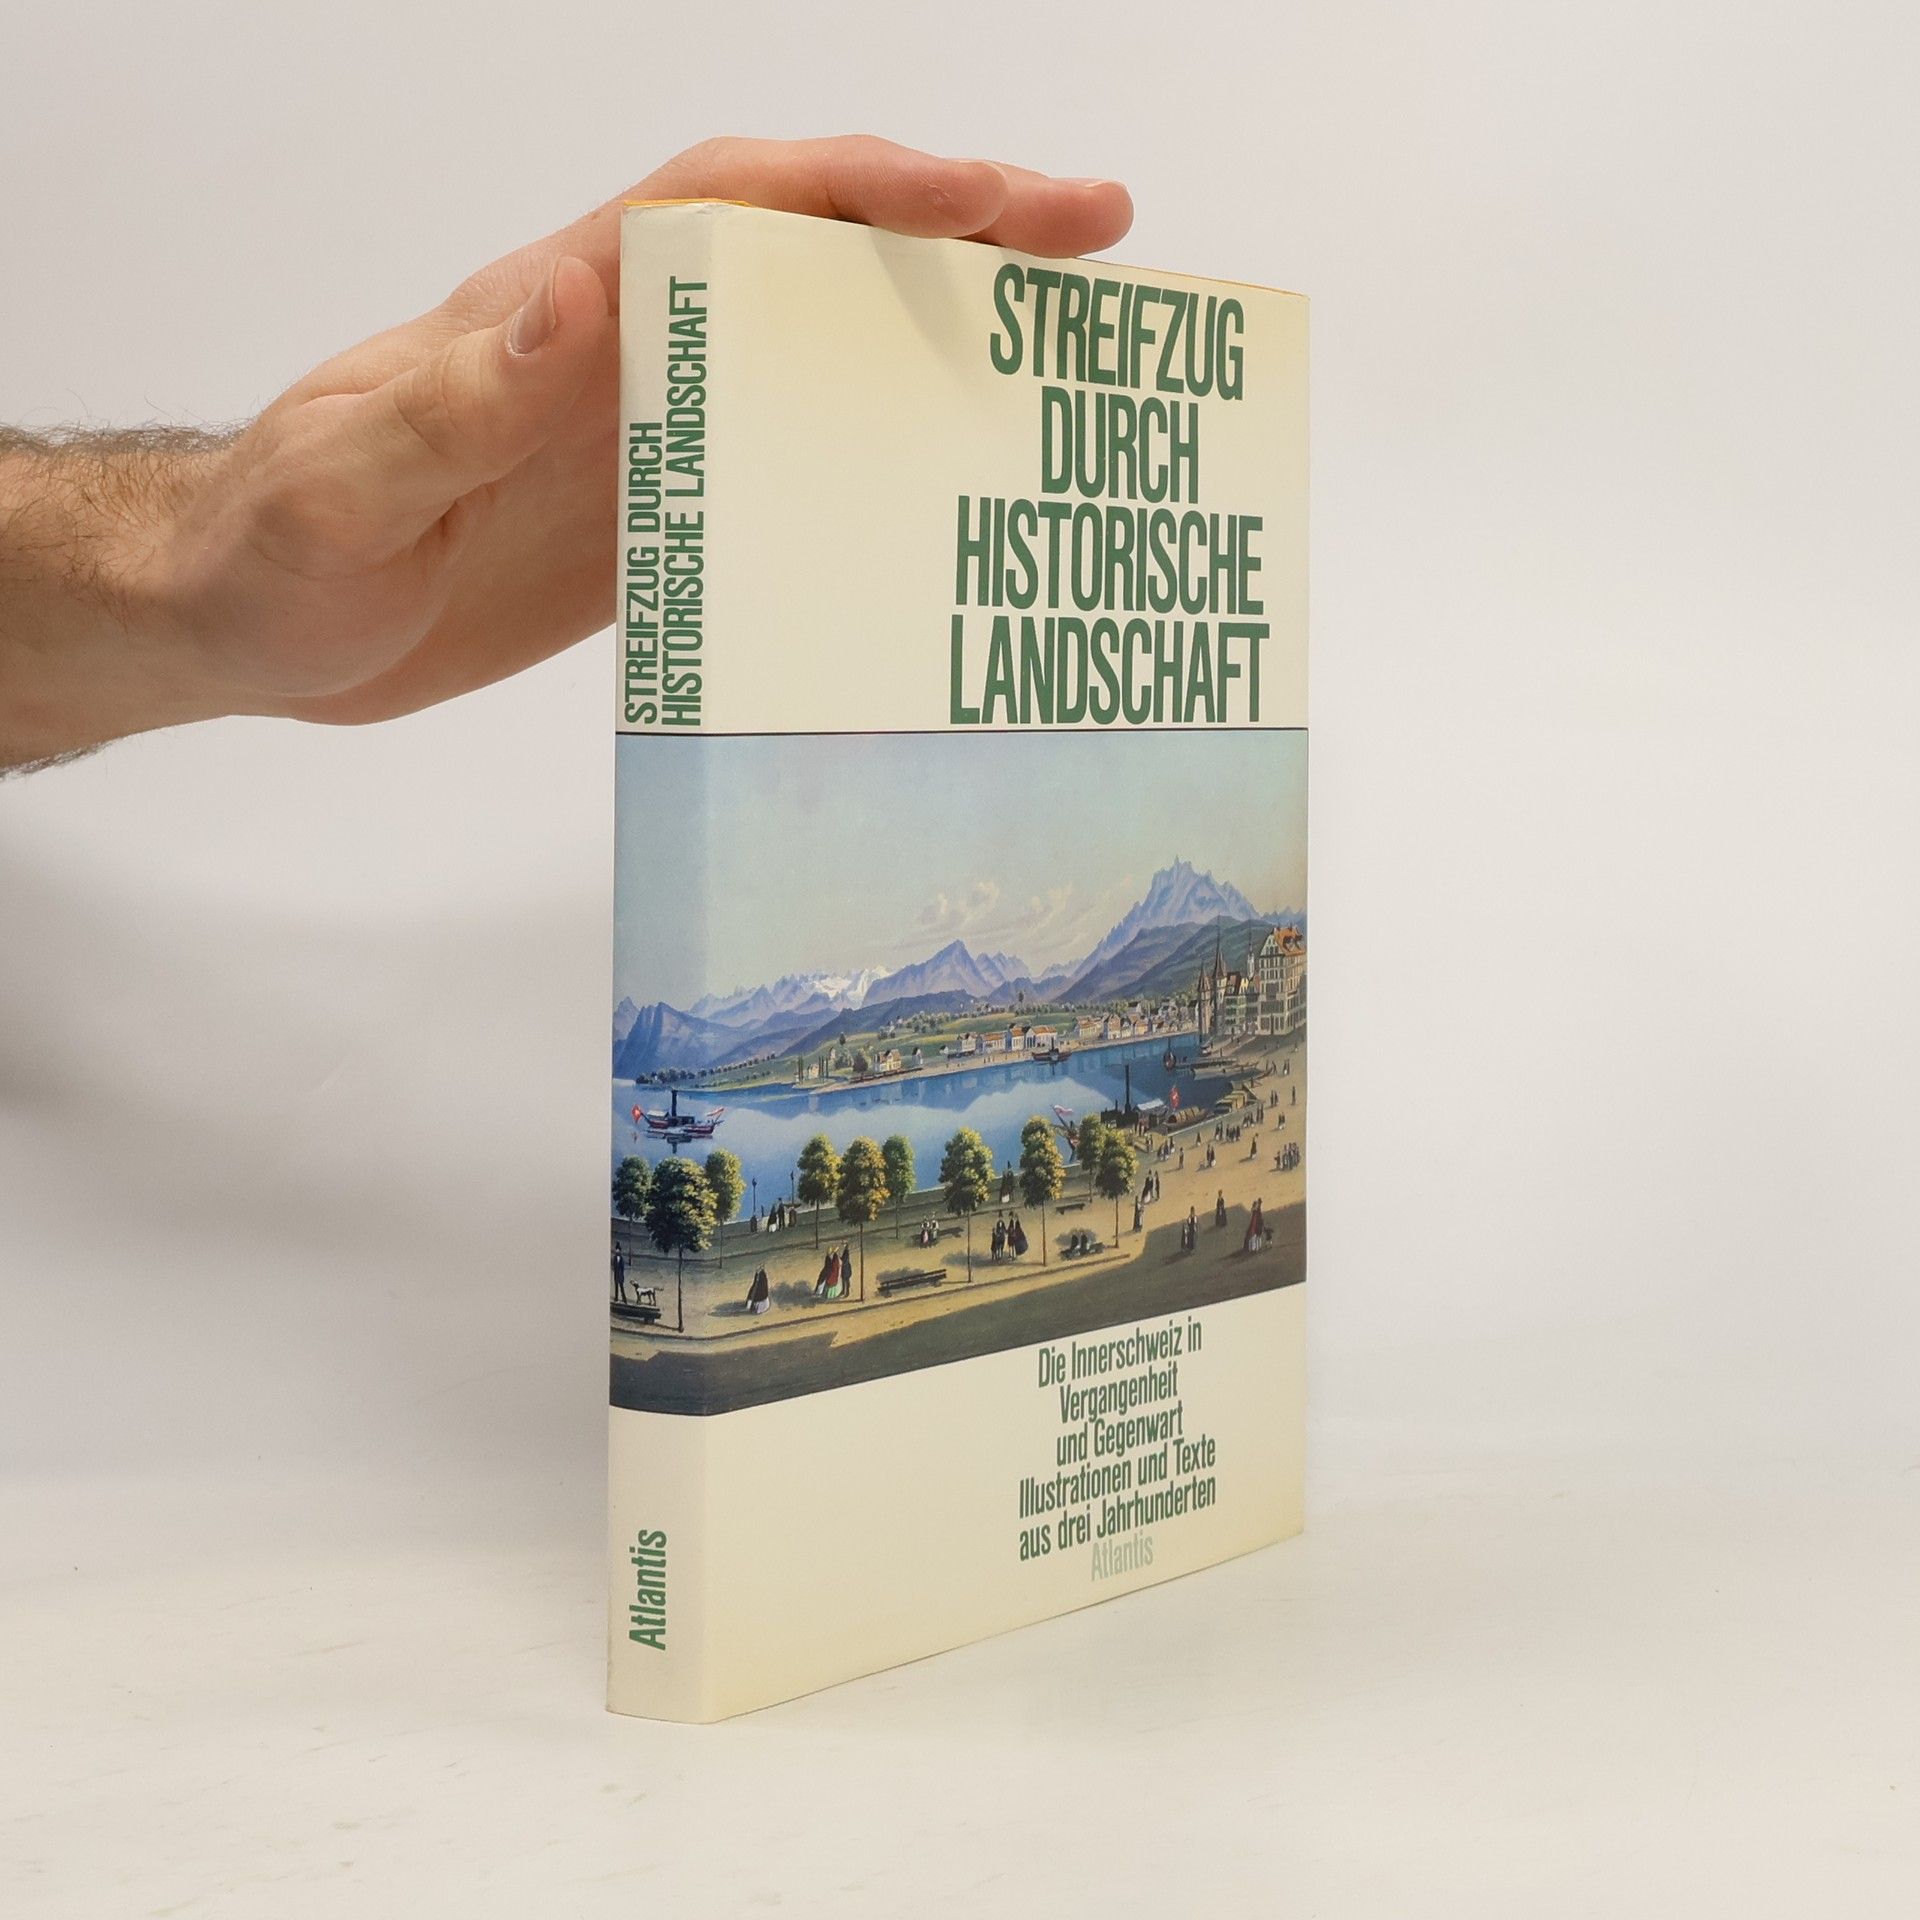 STREIFZUG DURCH
HISTORISCHE LANDSCHAFT
Atlantis
STREIFZUG
DURCH
HISTORISCHE
LANDSCHAFT
Die Innerschweiz in
Vergangenheit
und Gegenwart
Illustrationen und Texte
aus drei Jahrhunderten
Atlantis